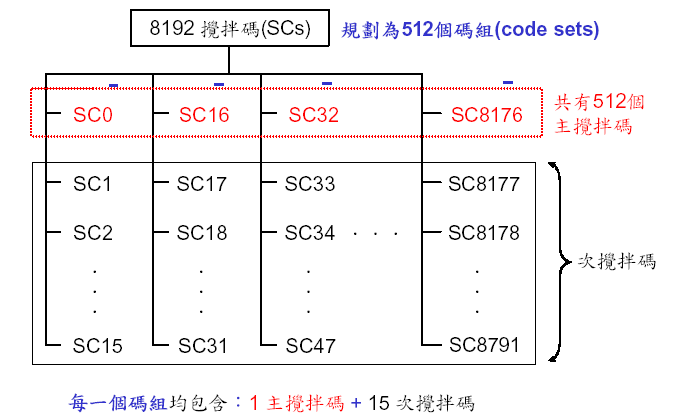 8192 攪拌碼(SCs)
規劃為512個碼組(code sets)
SC0 SC16 SC32 SC8176
共有512個
主攪拌碼
SC1 SC17 SC33 SC8177
SC2 SC18 SC34 · · · SC8178
次攪拌碼
SC15 SC31 SC47 SC8791
每一個碼組均包含：1 主攪拌碼 + 15 次攪拌碼